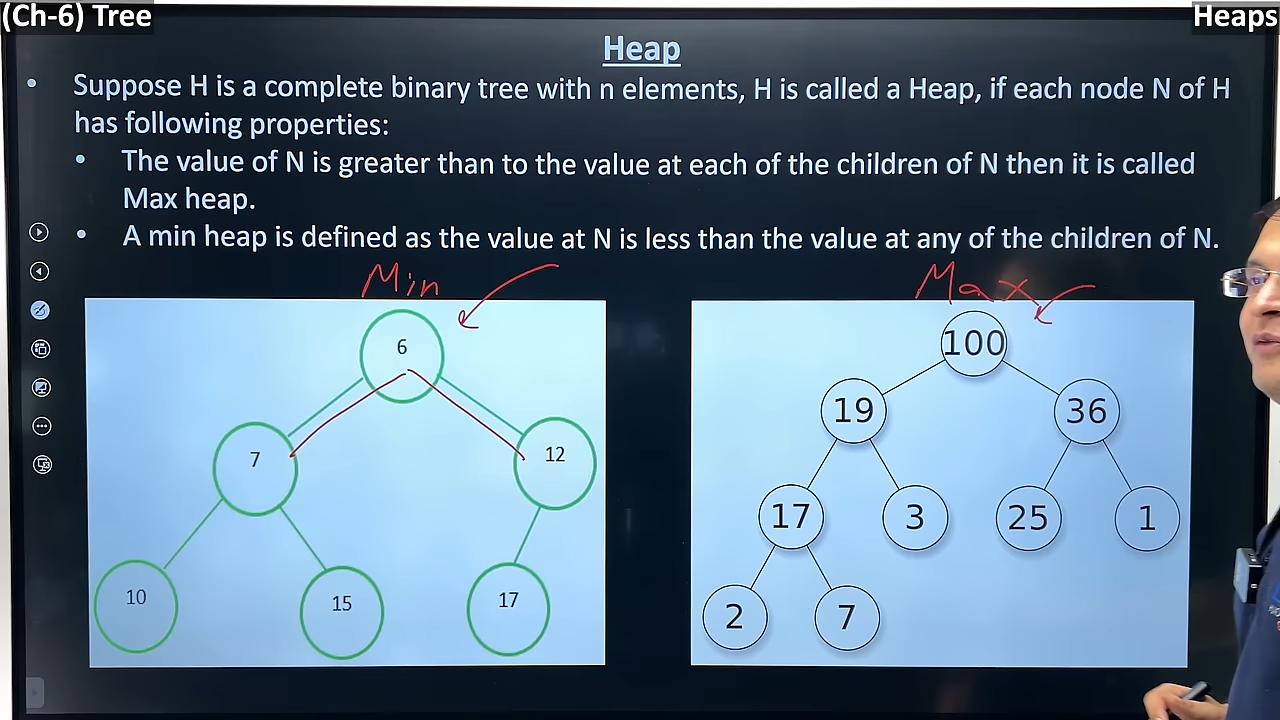 (Ch-6) Tree
Heaps
Heap
• Suppose H is a complete binary tree with n elements, H is called a Heap, if each node N of H
has following properties:
• The value of N is greater than to the value at each of the children of N then it is called
Max heap.
• A min heap is defined as the value at N is less than the value at any of the children of N.
Min
6
7
12
10
15
17
Max
100
19
36
17
3
25
1
2
7